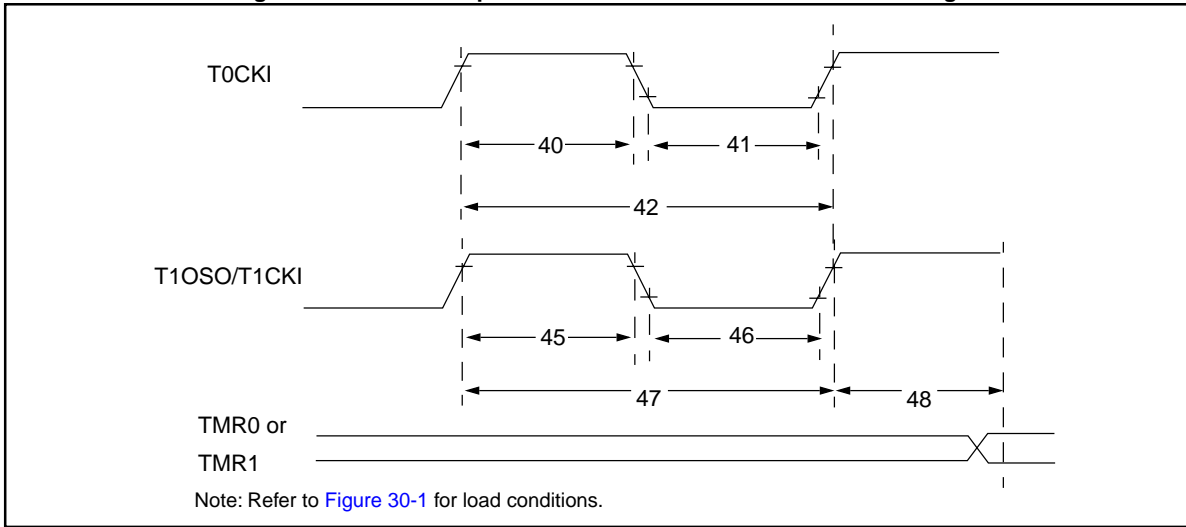 T0CKI
40
41
42
T1OSO/T1CKI
45
46
47
48
TMR0 or
TMR1
Note: Refer to Figure 30-1 for load conditions.